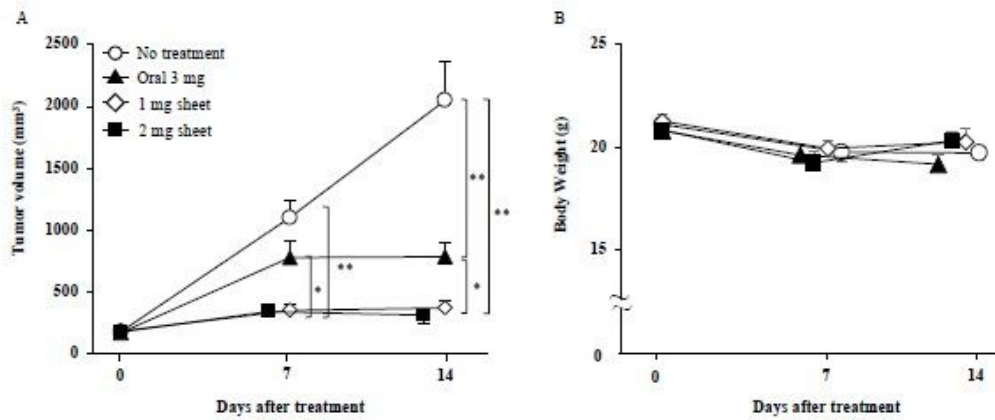 A
2500
2000
1500
1000
500
0
Tumor volume (mm³)
No treatment
Oral 3 mg
1 mg sheet
2 mg sheet
**
*
**
*
**
0
7
14
Days after treatment
B
25
20
15
0
Body Weight (g)
0
7
14
Days after treatment